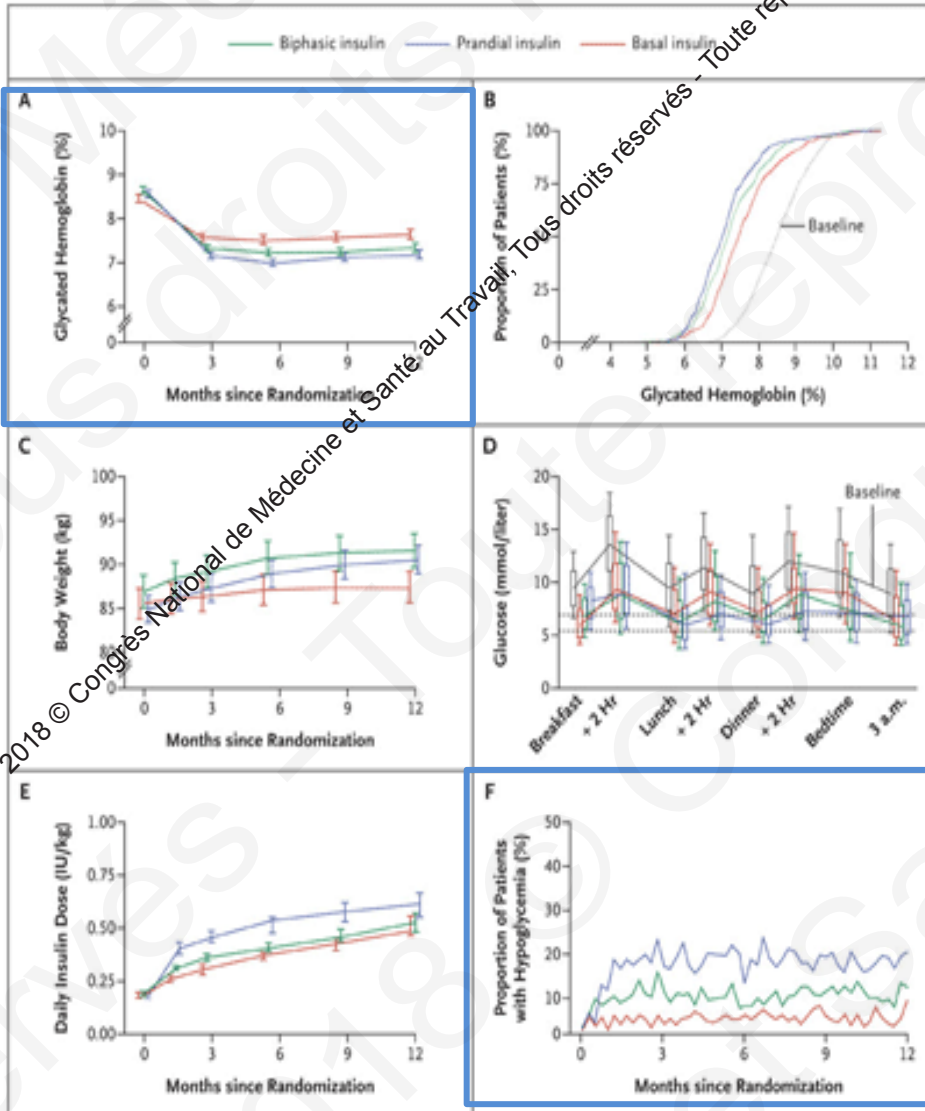 Biphasic insulin Prandial insulin Basal insulin
A
Glycated Hemoglobin (%)
10
9
8
7
6
0
0 3 6 9 12
Months since Randomization
B
Proportion of Patients (%)
100
75
25
0
0 4 5 6 7 8 9 10 11 12
Baseline
Glycated Hemoglobin (%)
C
Body Weight (kg)
100
95
90
85
80
0
0 3 6 9 12
Months since Randomization
D
Glucose (mmol/liter)
20
15
10
5
0
Baseline
Breakfast
+ 2 Hr
Lunch
+ 2 Hr
Dinner
+ 2 Hr
Bedtime
3 a.m.
E
Daily Insulin Dose (IU/kg)
1.00
0.75
0.50
0.25
0.00
0 3 6 9 12
Months since Randomization
F
Proportion of Patients
with Hypoglycemia (%)
50
40
30
20
10
0
0 3 6 9 12
Months since Randomization
2018 © Congrès National de Médecine et Santé au Travail, Tous droits réservés - Toute rep